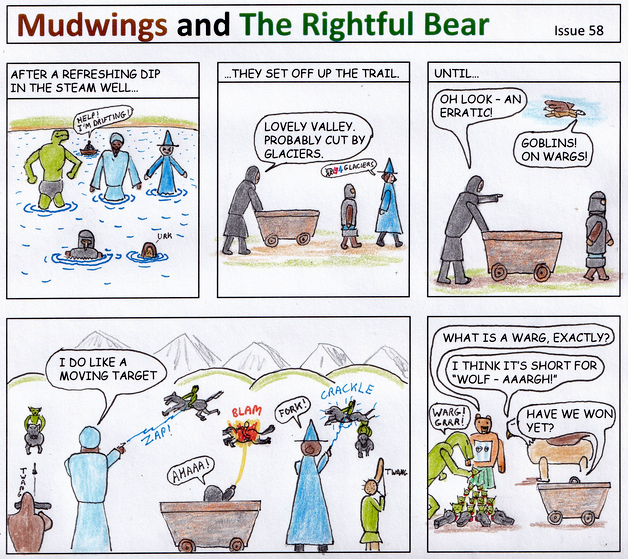 Mudwings and The Rightful Bear
Issue 58
AFTER A REFRESHING DIP
IN THE STEAM WELL...
HELP!
I'M DRIFTING!
URK
...THEY SET OFF UP THE TRAIL.
LOVELY VALLEY.
PROBABLY CUT BY
GLACIERS.
GLACIERS
UNTIL...
OH LOOK - AN
ERRATIC!
GOBLINS!
ON WARGS!
I DO LIKE A
MOVING TARGET
ZAP!
TWANG
BLAM
AHAAA!
FORK!
CRACKLE
TWANG
WHAT IS A WARG, EXACTLY?
I THINK IT'S SHORT FOR
"WOLF - AAARGH!"
WARG!
GRRR!
HAVE WE WON
YET?